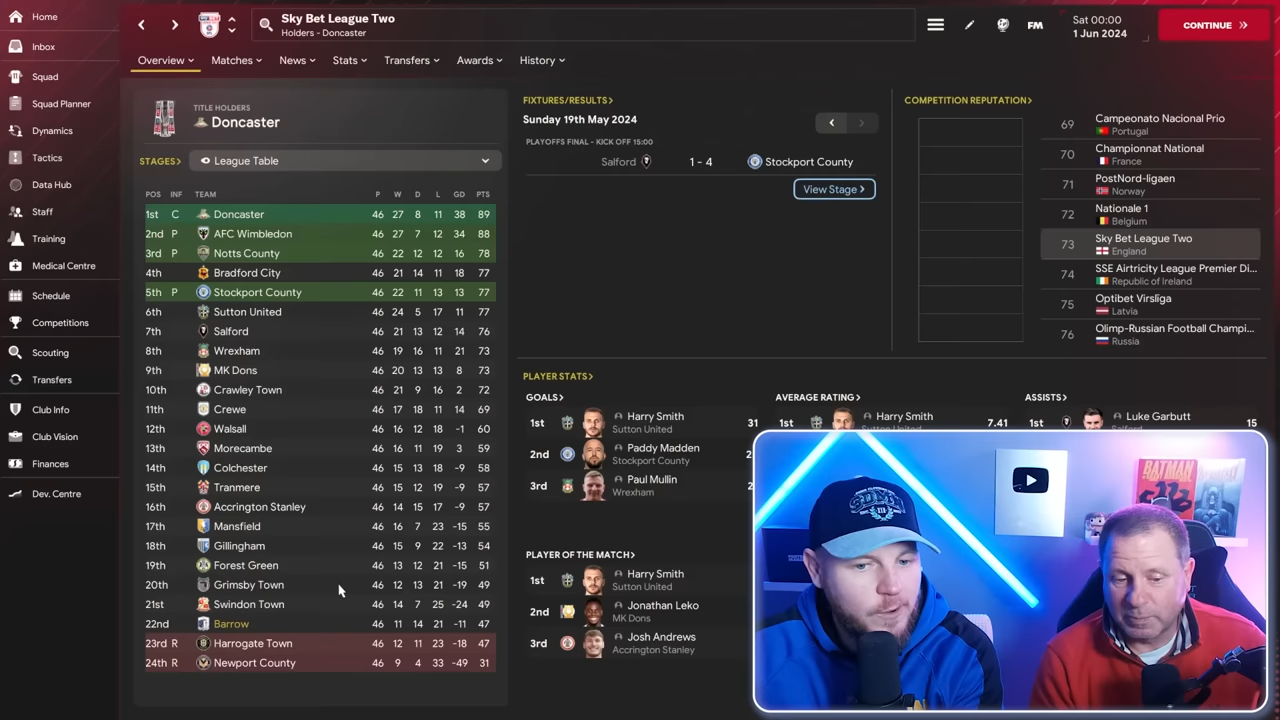 Home
Inbox
Squad
Squad Planner
Dynamics
Tactics
Data Hub
Staff
Training
Medical Centre
Schedule
Competitions
Scouting
Transfers
Club Info
Club Vision
Finances
Dev. Centre
Sky Bet League Two
Holders - Doncaster
FM
Sat 00:00
1 Jun 2024
CONTINUE
Overview Matches News Stats Transfers Awards History
TITLE HOLDERS
Doncaster
STAGES> League Table
POS INF TEAM P W D L GD PTS
1st C Doncaster 46 27 8 11 38 89
2nd P AFC Wimbledon 46 27 7 12 34 88
3rd P Notts County 46 22 12 12 16 78
4th Bradford City 46 21 14 11 18 77
5th P Stockport County 46 22 11 13 13 77
6th Sutton United 46 24 5 17 11 77
7th Salford 46 21 13 12 14 76
8th Wrexham 46 19 16 11 21 73
9th MK Dons 46 20 13 13 8 73
10th Crawley Town 46 21 9 16 2 72
11th Crewe 46 17 18 11 14 69
12th Walsall 46 16 12 18 -1 60
13th Morecambe 46 16 11 19 3 59
14th Colchester 46 15 13 18 -9 58
15th Tranmere 46 15 12 19 -9 57
16th Accrington Stanley 46 14 15 17 -9 57
17th Mansfield 46 16 7 23 -15 55
18th Gillingham 46 15 9 22 -13 54
19th Forest Green 46 13 12 21 -15 51
20th Grimsby Town 46 12 13 21 -19 49
21st Swindon Town 46 14 7 25 -24 49
22nd Barrow 46 11 14 21 -11 47
23rd R Harrogate Town 46 12 11 23 -18 47
24th R Newport County 46 9 4 33 -49 31
FIXTURES/RESULTS>
Sunday 19th May 2024
PLAYOFFS FINAL - KICK OFF 15:00
Salford 1 - 4 Stockport County
View Stage >
COMPETITION REPUTATION>
69 Campeonato Nacional Prio
Portugal
70 Championnat National
France
71 PostNord-ligaen
Norway
72 Nationale 1
Belgium
73 Sky Bet League Two
England
74 SSE Airtricity League Premier Di...
Republic of Ireland
75 Optibet Virsliga
Latvia
76 Olimp-Russian Football Champi...
Russia
PLAYER STATS>
GOALS>
1st Harry Smith 31
Sutton United
2nd Paddy Madden 2
Stockport County
3rd Paul Mullin 2
Wrexham
AVERAGE RATING>
1st Harry Smith 7.41
Sutton United
ASSISTS>
1st Luke Garbutt 15
Salford
PLAYER OF THE MATCH>
1st Harry Smith
Sutton United
2nd Jonathan Leko
MK Dons
3rd Josh Andrews
Accrington Stanley
BATMAN